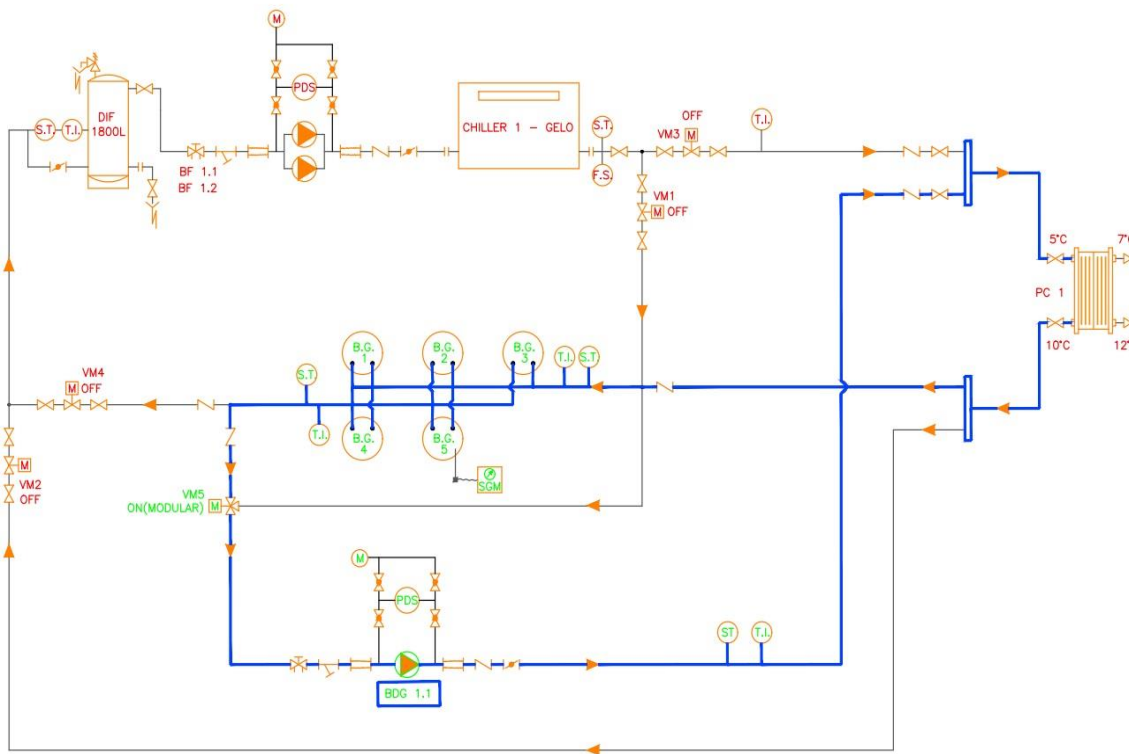 M
PDS
DIF
1800L
S.T.
T.I.
BF 1.1
BF 1.2
CHILLER 1 - GELO
S.T.
F.S.
OFF
VM3
M
T.I.
VM1
M OFF
5°C
7°C
PC 1
10°C
12°
B.G.
1
B.G.
2
B.G.
3
T.I.
S.T
S.T.
T.I.
B.G.
4
B.G.
5
SGM
VM4
M OFF
M
VM2
OFF
VM5
ON(MODULAR)
M
M
PDS
BDG 1.1
ST
T.I.